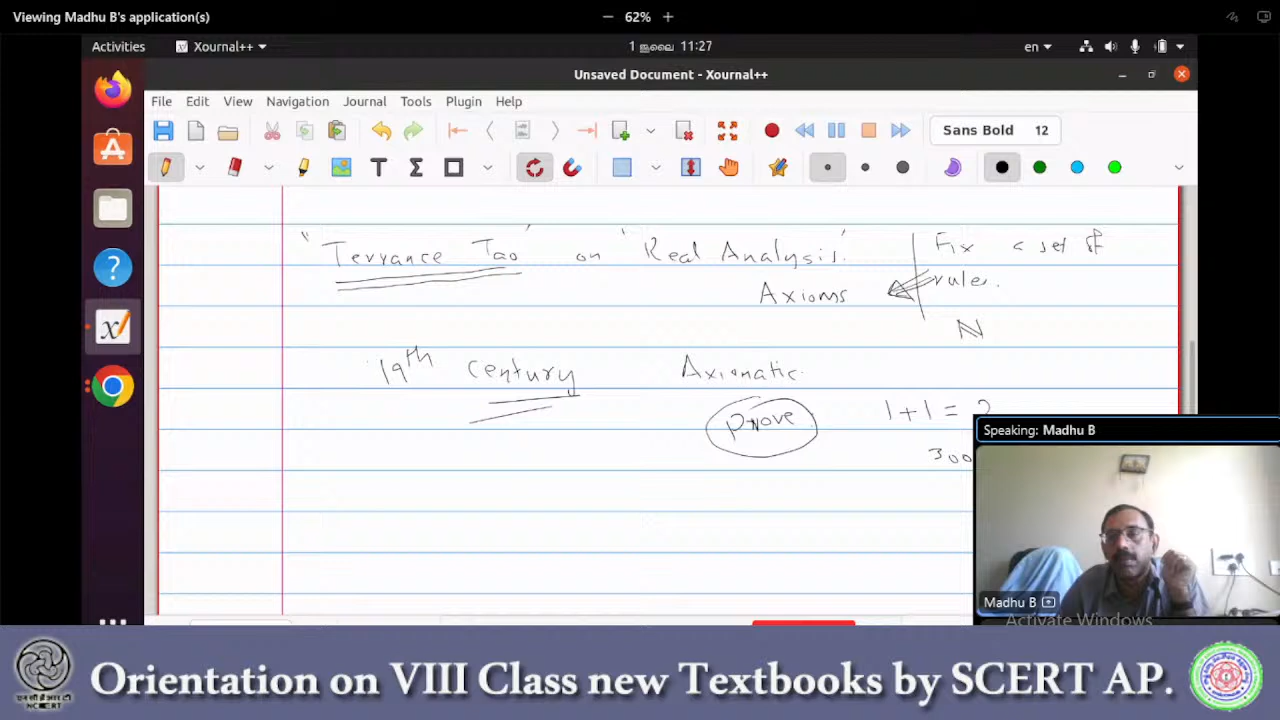 Viewing Madhu B's application(s)
62%
Activities
Xournal++
1 ജൂലൈ 11:27
en
Unsaved Document - Xournal++
File Edit View Navigation Journal Tools Plugin Help
Sans Bold 12
"Terrance Tao" on "Real Analysis."
Fix a set of
rules.
Axioms
N
19th Century
Axiomatic.
Prove
1+1 = 2
300
Speaking: Madhu B
Madhu B
Activate Windows
NCERT
Orientation on VIII Class new Textbooks by SCERT AP.